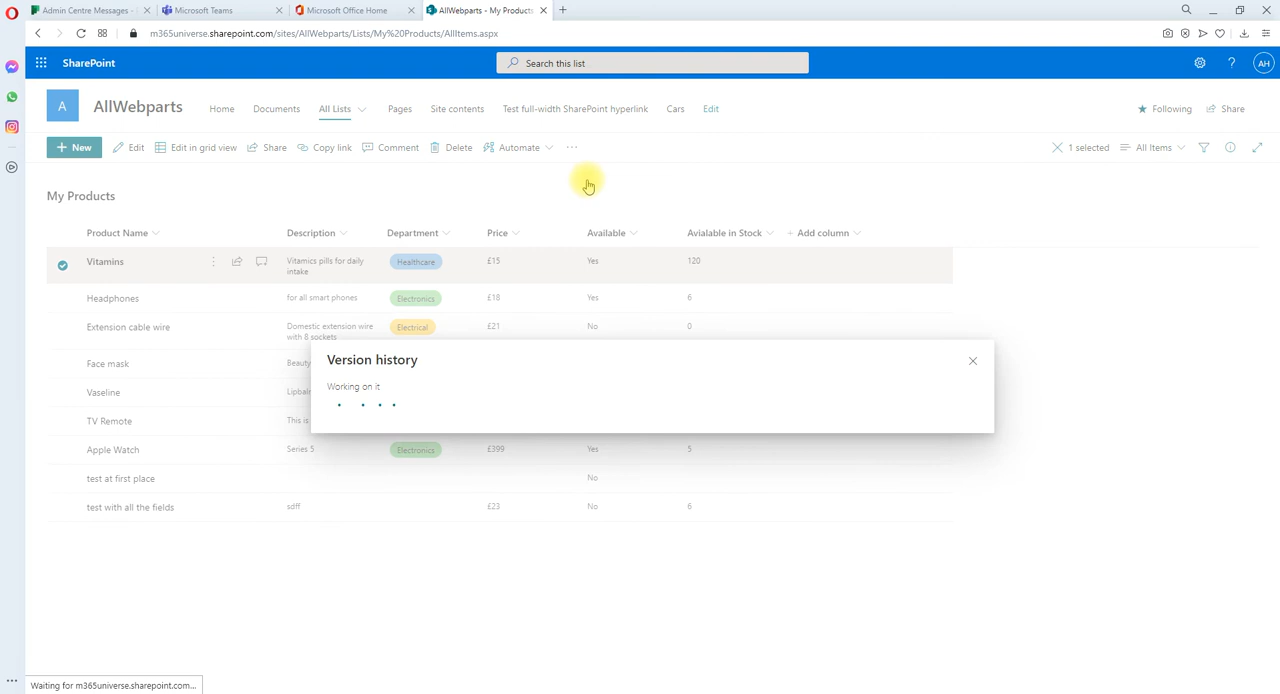 Admin Centre Messages -
Microsoft Teams
Microsoft Office Home
AllWebparts - My Products
m365universe.sharepoint.com/sites/AllWebparts/Lists/My%20Products/AllItems.aspx
SharePoint
Search this list
?
AH
A
AllWebparts
Home
Documents
All Lists
Pages
Site contents
Test full-width SharePoint hyperlink
Cars
Edit
Following
Share
+ New
Edit
Edit in grid view
Share
Copy link
Comment
Delete
Automate
...
1 selected
All Items
My Products
Product Name
Description
Department
Price
Available
Avialable in Stock
+ Add column
Vitamins
Vitamics pills for daily
intake
Healthcare
£15
Yes
120
Headphones
for all smart phones
Electronics
£18
Yes
6
Extension cable wire
Domestic extension wire
with 8 sockets
Electrical
£21
No
0
Face mask
Beauty
Vaseline
Lipbal
TV Remote
This is
Version history
Working on it
Apple Watch
Series 5
Electronics
£399
Yes
5
test at first place
No
test with all the fields
sdff
£23
No
6
Waiting for m365universe.sharepoint.com...